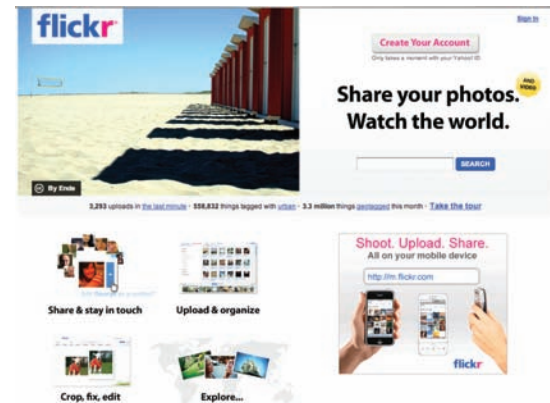 flickr
Sign In
Create Your Account
Only takes a moment with your Yahoo! ID
Share your photos.
AND VIDEO
Watch the world.
SEARCH
By Ende
3,293 uploads in the last minute · 558,832 things tagged with urban · 3.3 million things geotagged this month · Take the tour
Share & stay in touch
Upload & organize
Shoot. Upload. Share.
All on your mobile device
http://m.flickr.com
flickr
Crop, fix, edit
Explore...